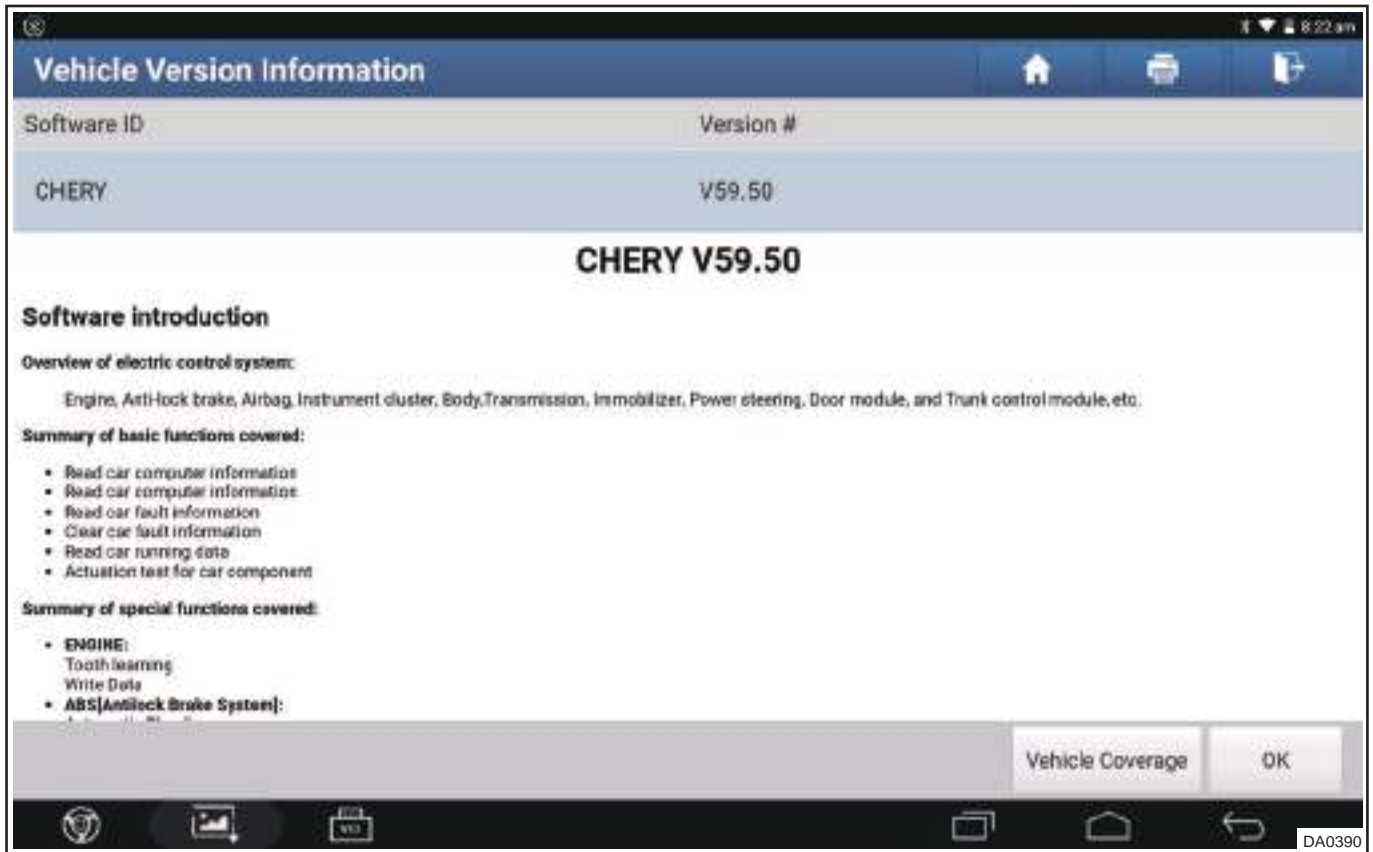 8:22 am
Vehicle Version Information
Software ID Version #
CHERY V59.50
CHERY V59.50
Software introduction
Overview of electric control system:
Engine, Anti-lock brake, Airbag, Instrument cluster, Body,Transmission, Immobilizer, Power steering, Door module, and Trunk control module, etc.
Summary of basic functions covered:
• Read car computer information
• Read car computer information
• Read car fault information
• Clear car fault information
• Read car running data
• Actuation test for car component
Summary of special functions covered:
• ENGINE:
Tooth learning
Write Data
• ABS[Antilock Brake System]:
Vehicle Coverage OK
VCI
DA0390